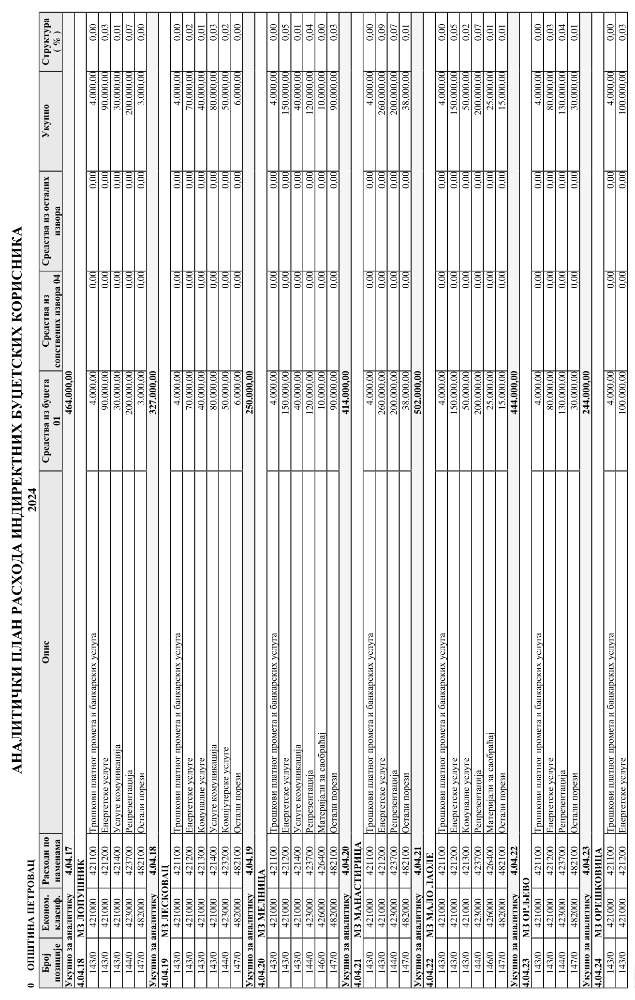 АНАЛИТИЧКИ ПЛАН РАСХОДА ИНДИРЕКТНИХ БУЏЕТСКИХ КОРИСНИКА
2024
0 ОПШТИНА ПЕТРОВАЦ
Број позиције Економ. класиф. Расходи по наменама Опис Средства из буџета 01 Средства из сопствених извора 04 Средства из осталих извора Укупно Структура ( % )
Укупно за аналитику 4.04.17 464.000,00
4.04.18 МЗ ЛОПУШНИК
143/0 421000 421100 Трошкови платног промета и банкарских услуга 4.000,00 0,00 0,00 4.000,00 0,00
143/0 421000 421200 Енергетске услуге 90.000,00 0,00 0,00 90.000,00 0,03
143/0 421000 421400 Услуге комуникација 30.000,00 0,00 0,00 30.000,00 0,01
144/0 423000 423700 Репрезентација 200.000,00 0,00 0,00 200.000,00 0,07
147/0 482000 482100 Остали порези 3.000,00 0,00 0,00 3.000,00 0,00
Укупно за аналитику 4.04.18 327.000,00
4.04.19 МЗ ЛЕСКОВАЦ
143/0 421000 421100 Трошкови платног промета и банкарских услуга 4.000,00 0,00 0,00 4.000,00 0,00
143/0 421000 421200 Енергетске услуге 70.000,00 0,00 0,00 70.000,00 0,02
143/0 421000 421300 Комуналне услуге 40.000,00 0,00 0,00 40.000,00 0,01
143/0 421000 421400 Услуге комуникација 80.000,00 0,00 0,00 80.000,00 0,03
144/0 423000 423200 Компјутерске услуге 50.000,00 0,00 0,00 50.000,00 0,02
147/0 482000 482100 Остали порези 6.000,00 0,00 0,00 6.000,00 0,00
Укупно за аналитику 4.04.19 250.000,00
4.04.20 МЗ МЕЛНИЦА
143/0 421000 421100 Трошкови платног промета и банкарских услуга 4.000,00 0,00 0,00 4.000,00 0,00
143/0 421000 421200 Енергетске услуге 150.000,00 0,00 0,00 150.000,00 0,05
143/0 421000 421400 Услуге комуникација 40.000,00 0,00 0,00 40.000,00 0,01
144/0 423000 423700 Репрезентација 120.000,00 0,00 0,00 120.000,00 0,04
146/0 426000 426400 Материјали за саобраћај 10.000,00 0,00 0,00 10.000,00 0,00
147/0 482000 482100 Остали порези 90.000,00 0,00 0,00 90.000,00 0,03
Укупно за аналитику 4.04.20 414.000,00
4.04.21 МЗ МАНАСТИРИЦА
143/0 421000 421100 Трошкови платног промета и банкарских услуга 4.000,00 0,00 0,00 4.000,00 0,00
143/0 421000 421200 Енергетске услуге 260.000,00 0,00 0,00 260.000,00 0,09
144/0 423000 423700 Репрезентација 200.000,00 0,00 0,00 200.000,00 0,07
147/0 482000 482100 Остали порези 38.000,00 0,00 0,00 38.000,00 0,01
Укупно за аналитику 4.04.21 502.000,00
4.04.22 МЗ МАЛО ЛАОЛЕ
143/0 421000 421100 Трошкови платног промета и банкарских услуга 4.000,00 0,00 0,00 4.000,00 0,00
143/0 421000 421200 Енергетске услуге 150.000,00 0,00 0,00 150.000,00 0,05
143/0 421000 421300 Комуналне услуге 50.000,00 0,00 0,00 50.000,00 0,02
144/0 423000 423700 Репрезентација 200.000,00 0,00 0,00 200.000,00 0,07
146/0 426000 426400 Материјали за саобраћај 25.000,00 0,00 0,00 25.000,00 0,01
147/0 482000 482100 Остали порези 15.000,00 0,00 0,00 15.000,00 0,01
Укупно за аналитику 4.04.22 444.000,00
4.04.23 МЗ ОРЉЕВО
143/0 421000 421100 Трошкови платног промета и банкарских услуга 4.000,00 0,00 0,00 4.000,00 0,00
143/0 421000 421200 Енергетске услуге 80.000,00 0,00 0,00 80.000,00 0,03
144/0 423000 423700 Репрезентација 130.000,00 0,00 0,00 130.000,00 0,04
147/0 482000 482100 Остали порези 30.000,00 0,00 0,00 30.000,00 0,01
Укупно за аналитику 4.04.23 244.000,00
4.04.24 МЗ ОРЕШКОВИЦА
143/0 421000 421100 Трошкови платног промета и банкарских услуга 4.000,00 0,00 0,00 4.000,00 0,00
143/0 421000 421200 Енергетске услуге 100.000,00 0,00 0,00 100.000,00 0,03